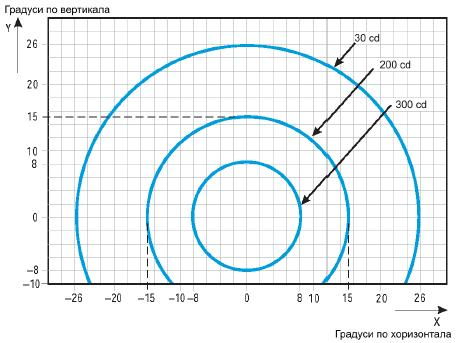 Градуси по вертикала
Y
30 cd
200 cd
300 cd
26
20
15
10
8
0
−8
−10
−26 −20 −15 −10 −8 0 8 10 15 20 26
X
Градуси по хоризонтала